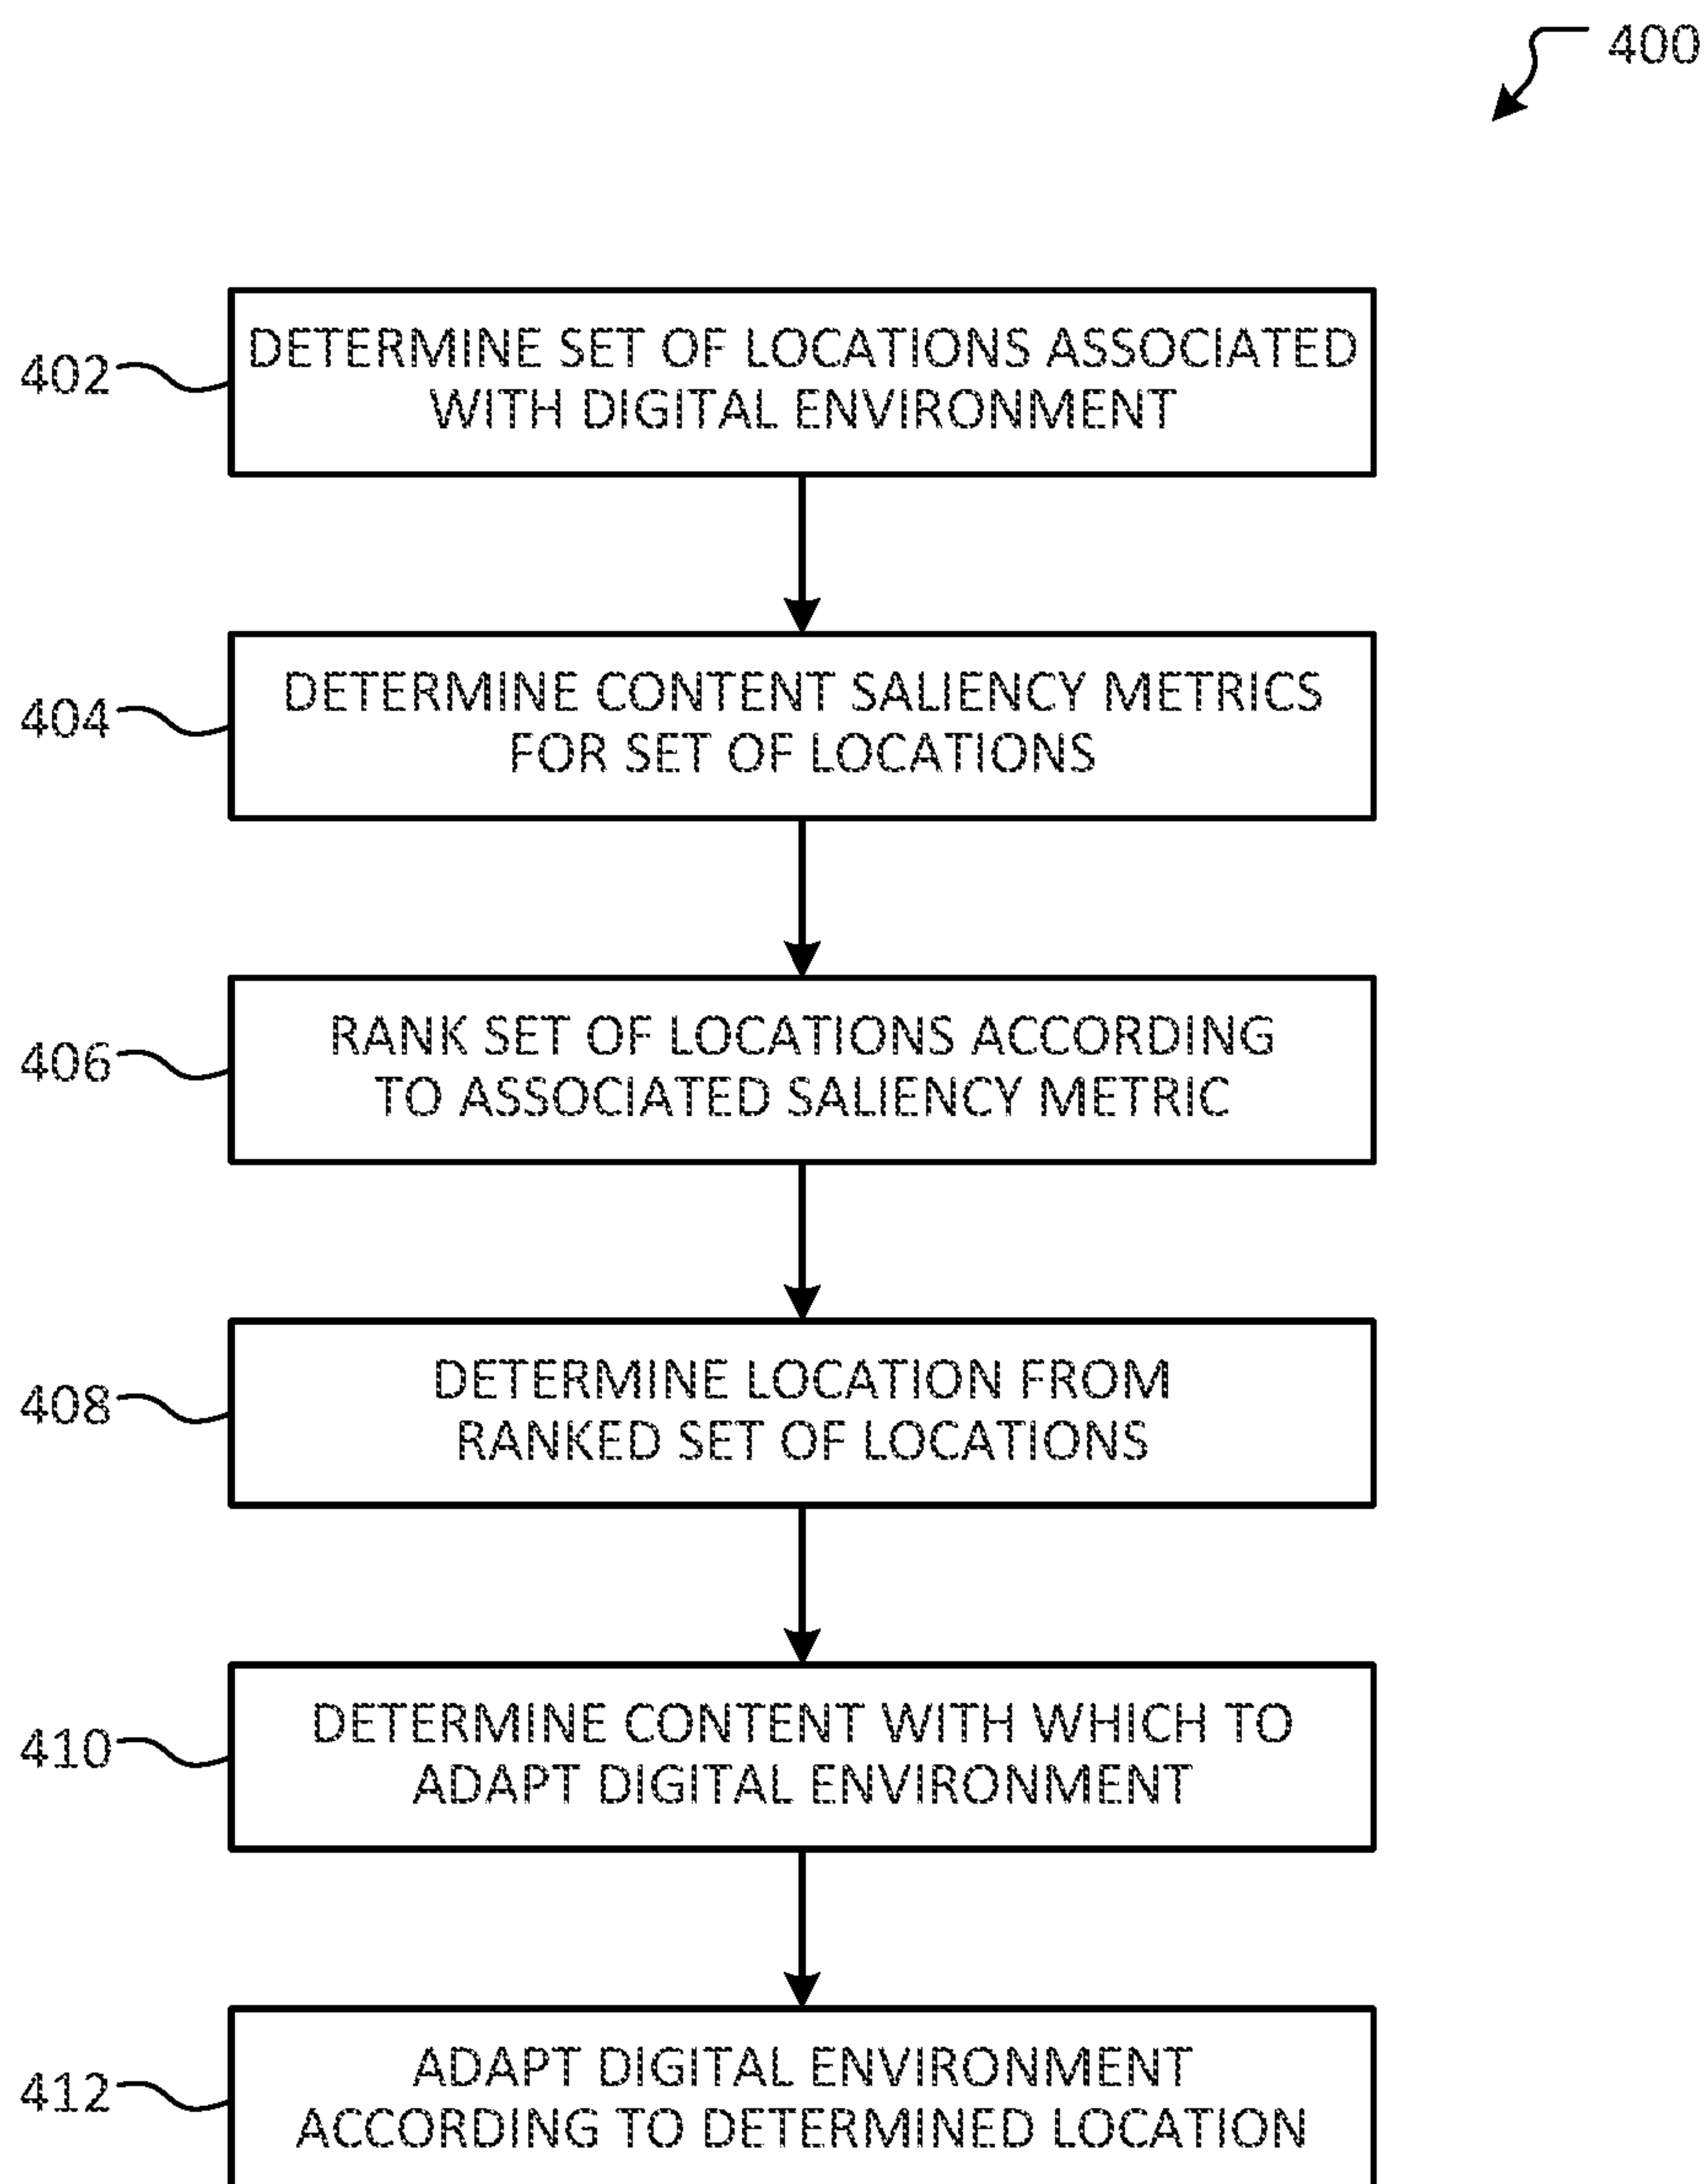 400
402
DETERMINE SET OF LOCATIONS ASSOCIATED
WITH DIGITAL ENVIRONMENT
404
DETERMINE CONTENT SALIENCY METRICS
FOR SET OF LOCATIONS
406
RANK SET OF LOCATIONS ACCORDING
TO ASSOCIATED SALIENCY METRIC
408
DETERMINE LOCATION FROM
RANKED SET OF LOCATIONS
410
DETERMINE CONTENT WITH WHICH TO
ADAPT DIGITAL ENVIRONMENT
412
ADAPT DIGITAL ENVIRONMENT
ACCORDING TO DETERMINED LOCATION